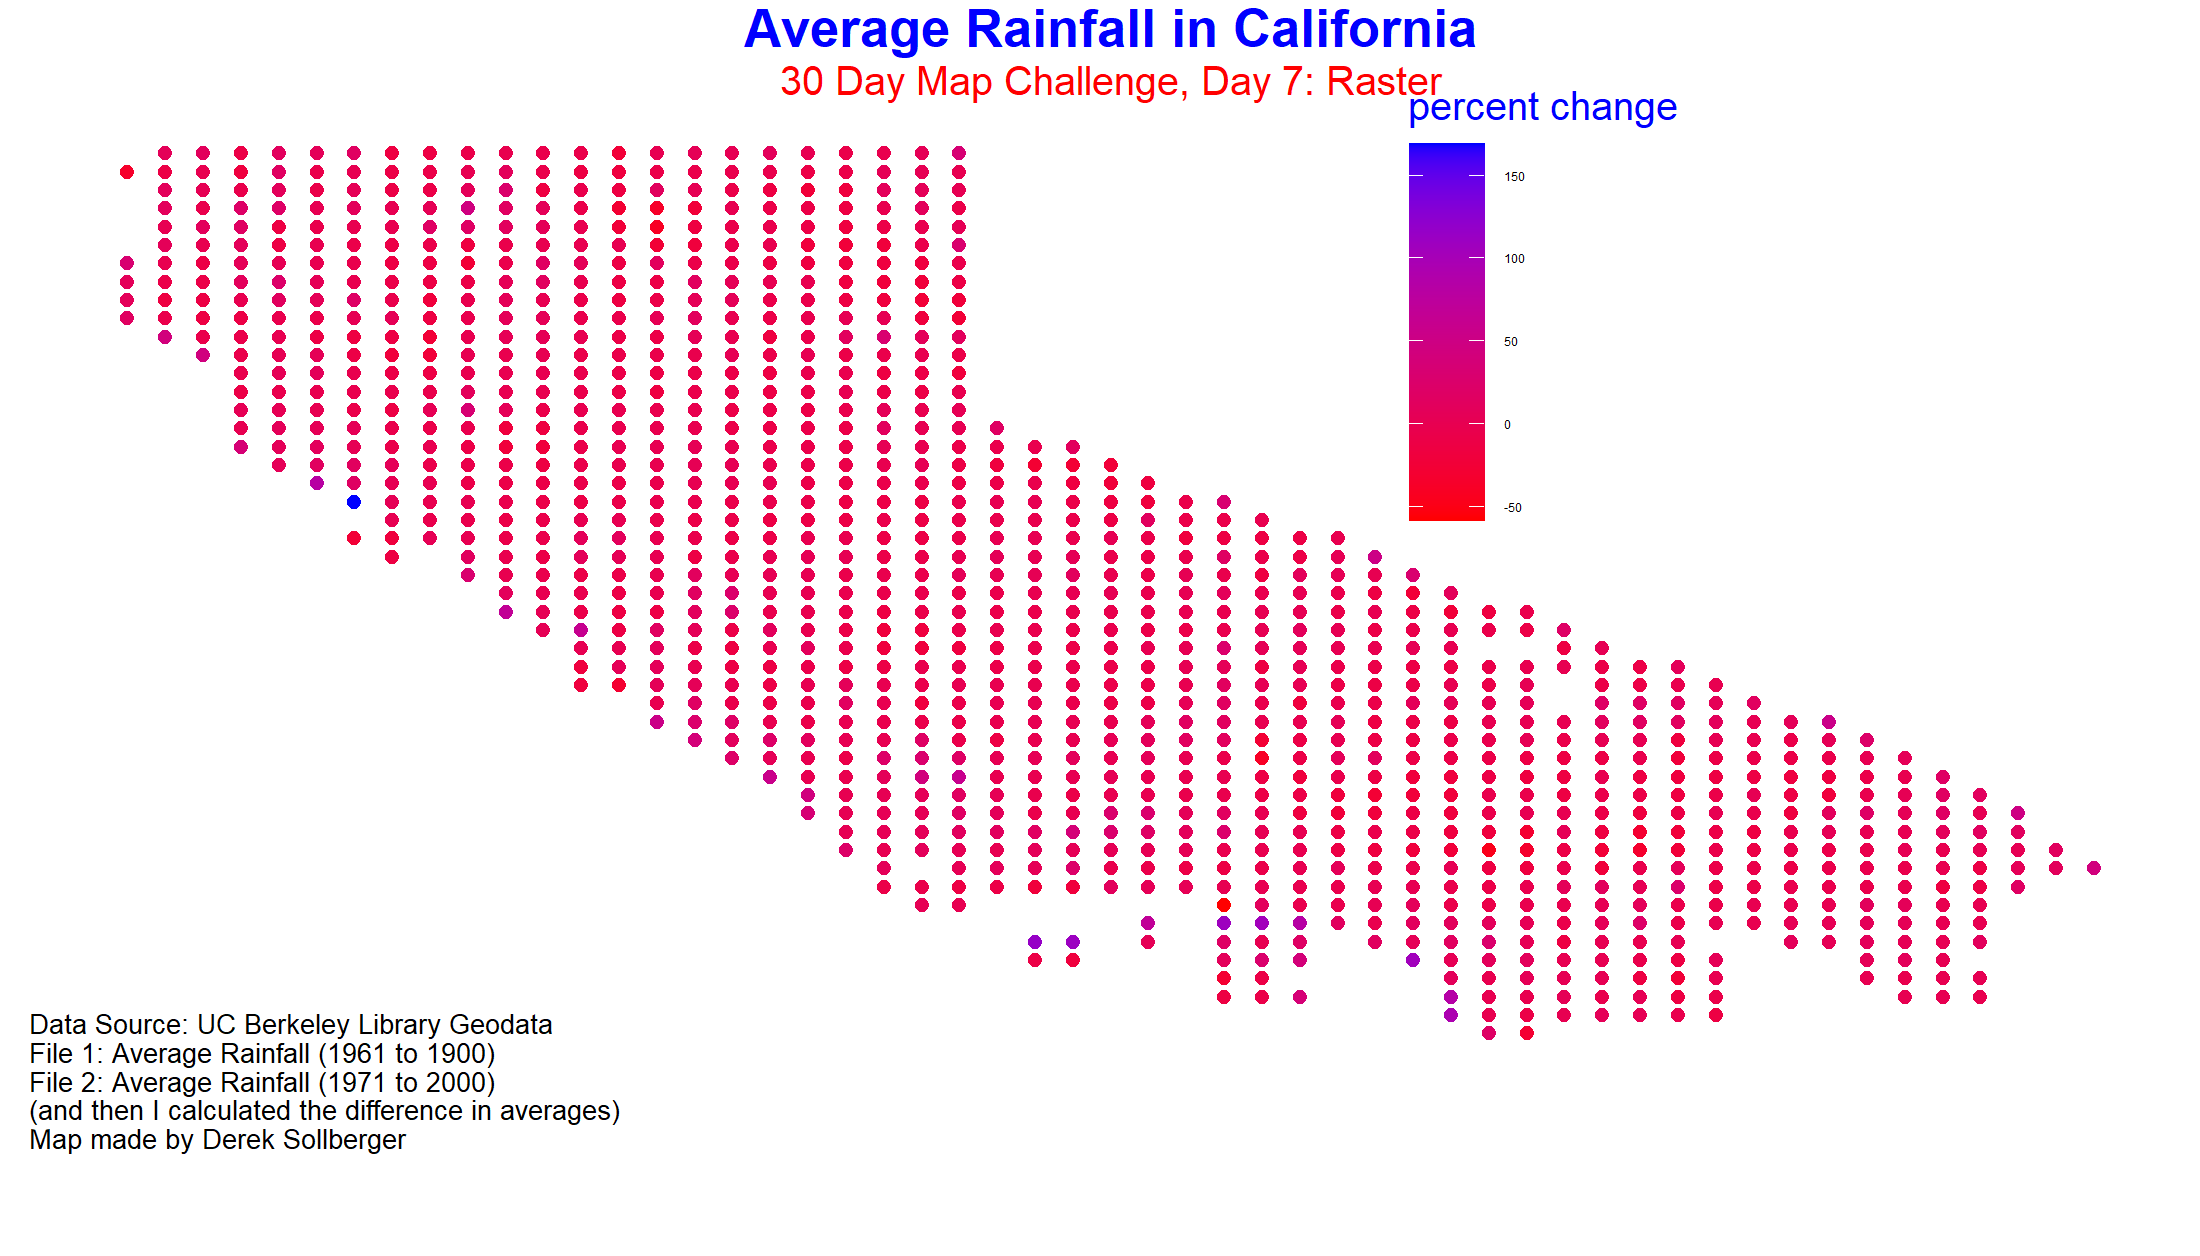 Average Rainfall in California
30 Day Map Challenge, Day 7: Raster
percent change
150
100
50
0
-50
Data Source: UC Berkeley Library Geodata
File 1: Average Rainfall (1961 to 1900)
File 2: Average Rainfall (1971 to 2000)
(and then I calculated the difference in averages)
Map made by Derek Sollberger